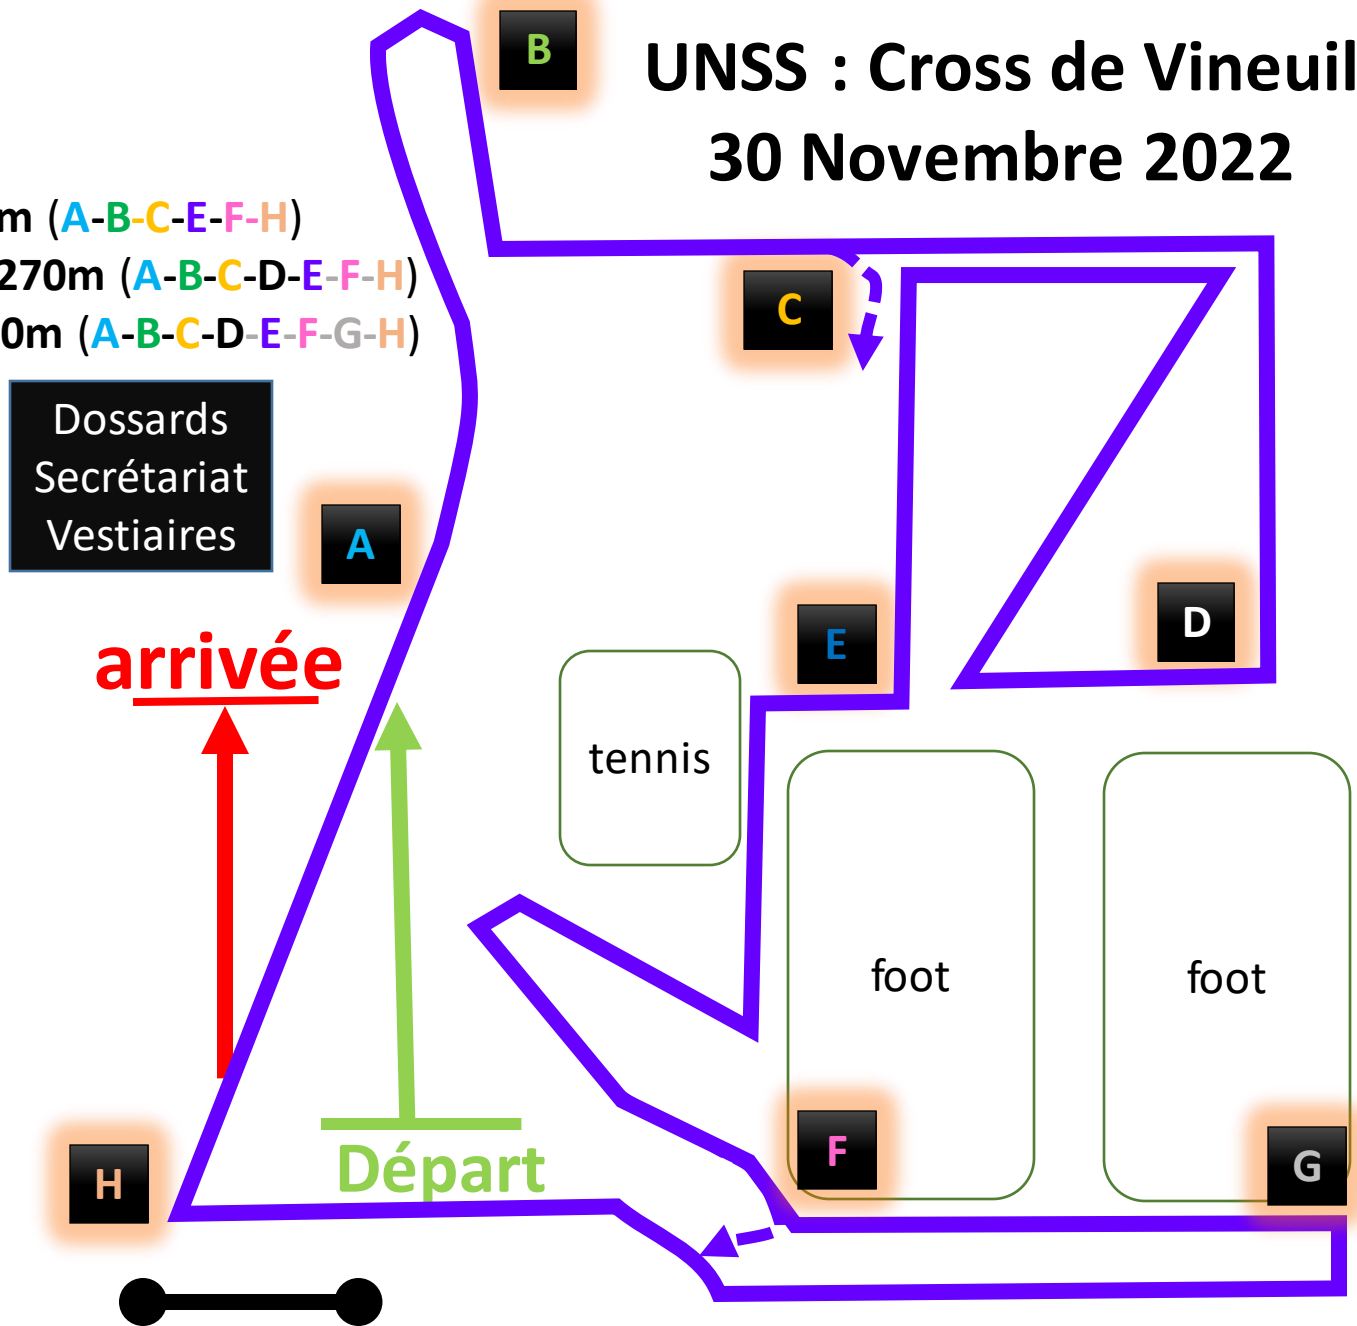 B
UNSS : Cross de Vineuil
30 Novembre 2022
m (A-B-C-E-F-H)
270m (A-B-C-D-E-F-H)
0m (A-B-C-D-E-F-G-H)
C
Dossards
Secrétariat
Vestiaires
A
D
E
arrivée
tennis
foot
foot
F
G
H
Départ